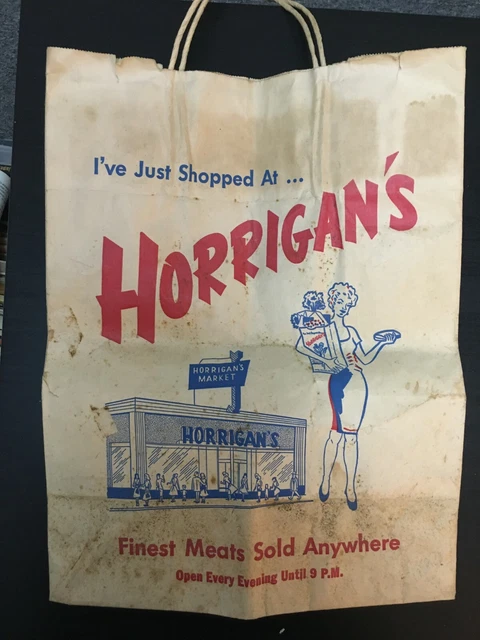 I've Just Shopped At ...
HORRIGAN'S
HORRIGAN'S
MARKET
HORRIGAN'S
Finest Meats Sold Anywhere
Open Every Evening Until 9 P.M.